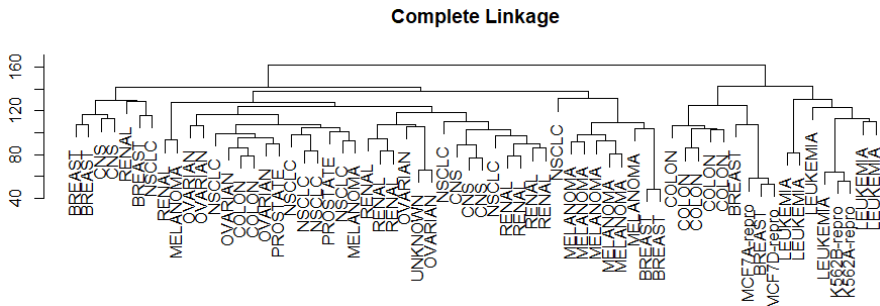 Complete Linkage
160
120
80
40
BREAST
BREAST
CNS
CNS
RENAL
BREAST
NSCLC
RENAL
MELANOMA
OVARIAN
OVARIAN
NSCLC
OVARIAN
COLON
COLON
OVARIAN
PROSTATE
NSCLC
NSCLC
NSCLC
PROSTATE
NSCLC
MELANOMA
RENAL
RENAL
RENAL
OVARIAN
UNKNOWN
OVARIAN
NSCLC
CNS
CNS
CNS
NSCLC
RENAL
RENAL
RENAL
RENAL
NSCLC
MELANOMA
MELANOMA
MELANOMA
MELANOMA
MELANOMA
MELANOMA
BREAST
BREAST
COLON
COLON
COLON
COLON
COLON
BREAST
MCF7A-repro
BREAST
MCF7D-repro
LEUKEMIA
LEUKEMIA
LEUKEMIA
LEUKEMIA
K562B-repro
K562A-repro
LEUKEMIA
LEUKEMIA